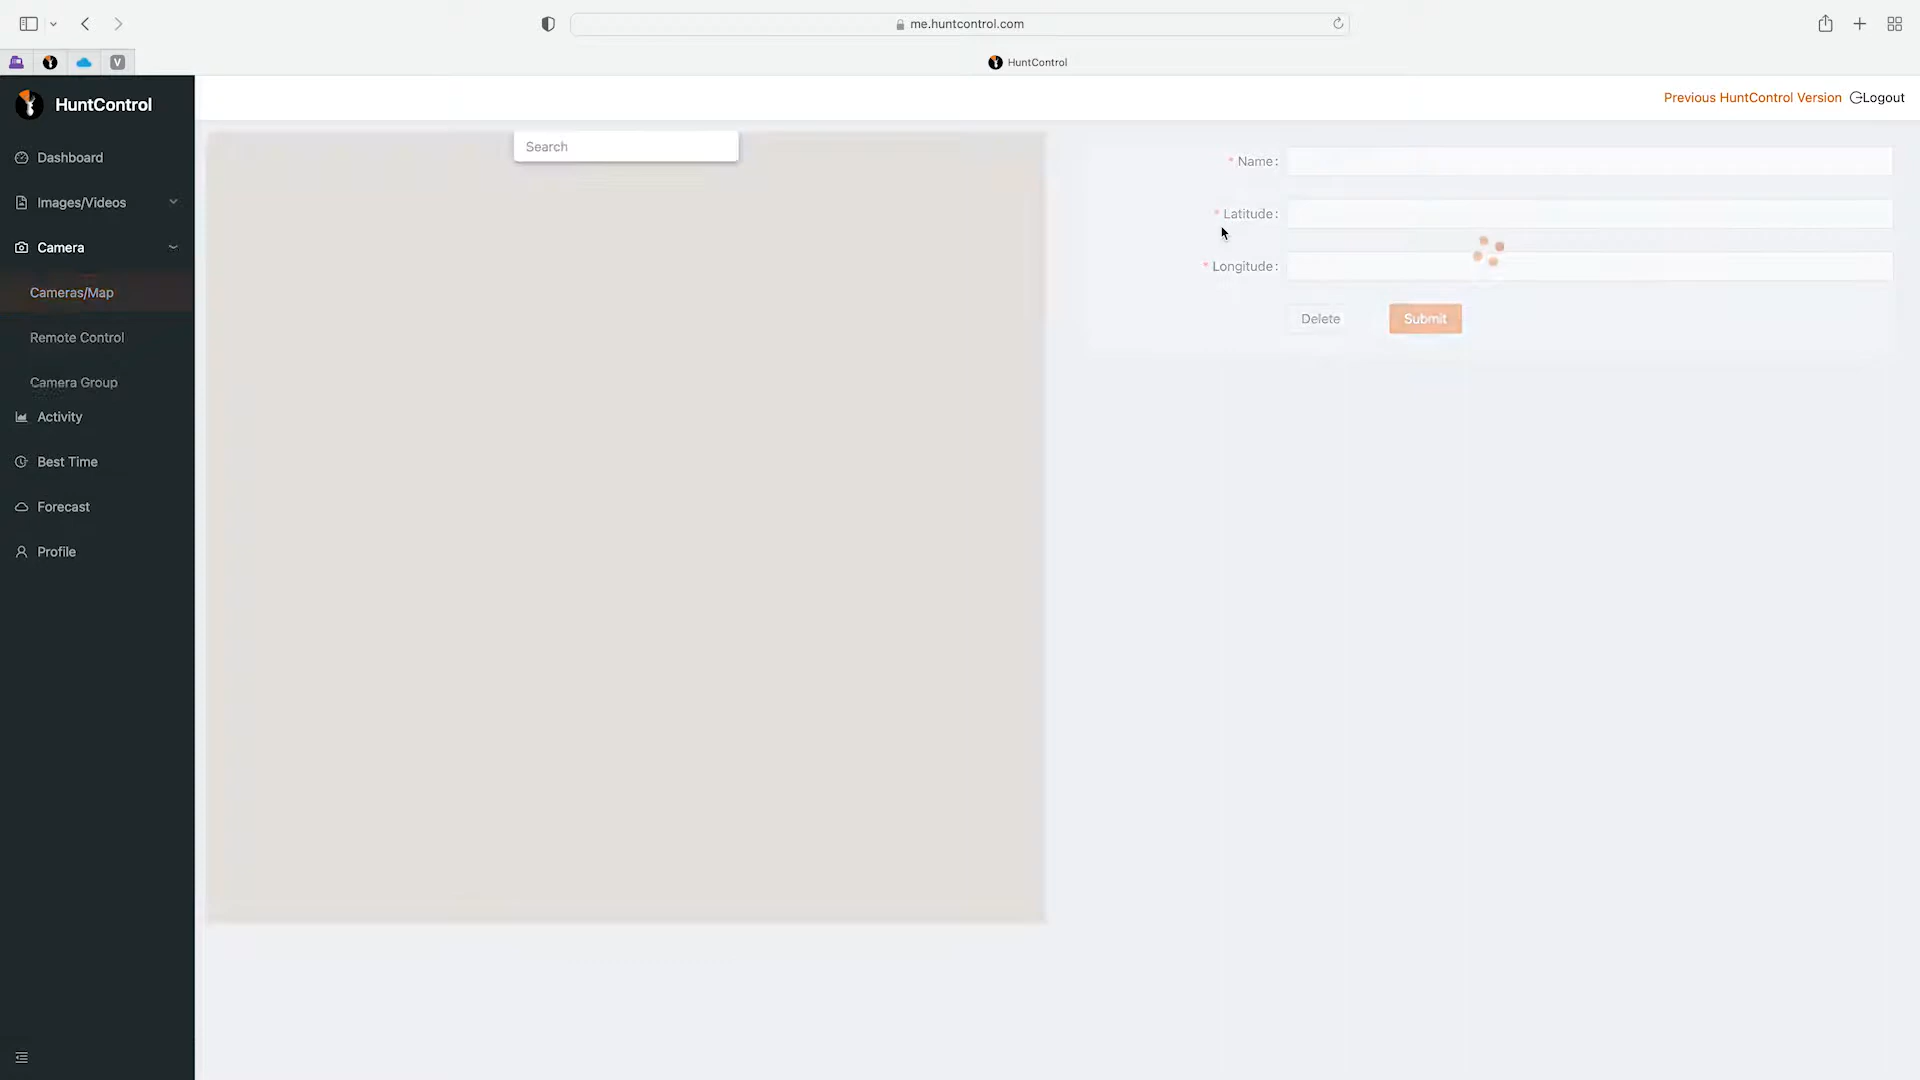 me.huntcontrol.com
V
HuntControl
HuntControl
Previous HuntControl Version Logout
Dashboard
Images/Videos
Camera
Cameras/Map
Remote Control
Camera Group
Activity
Best Time
Forecast
Profile
Search
* Name:
* Latitude:
* Longitude:
Delete Submit